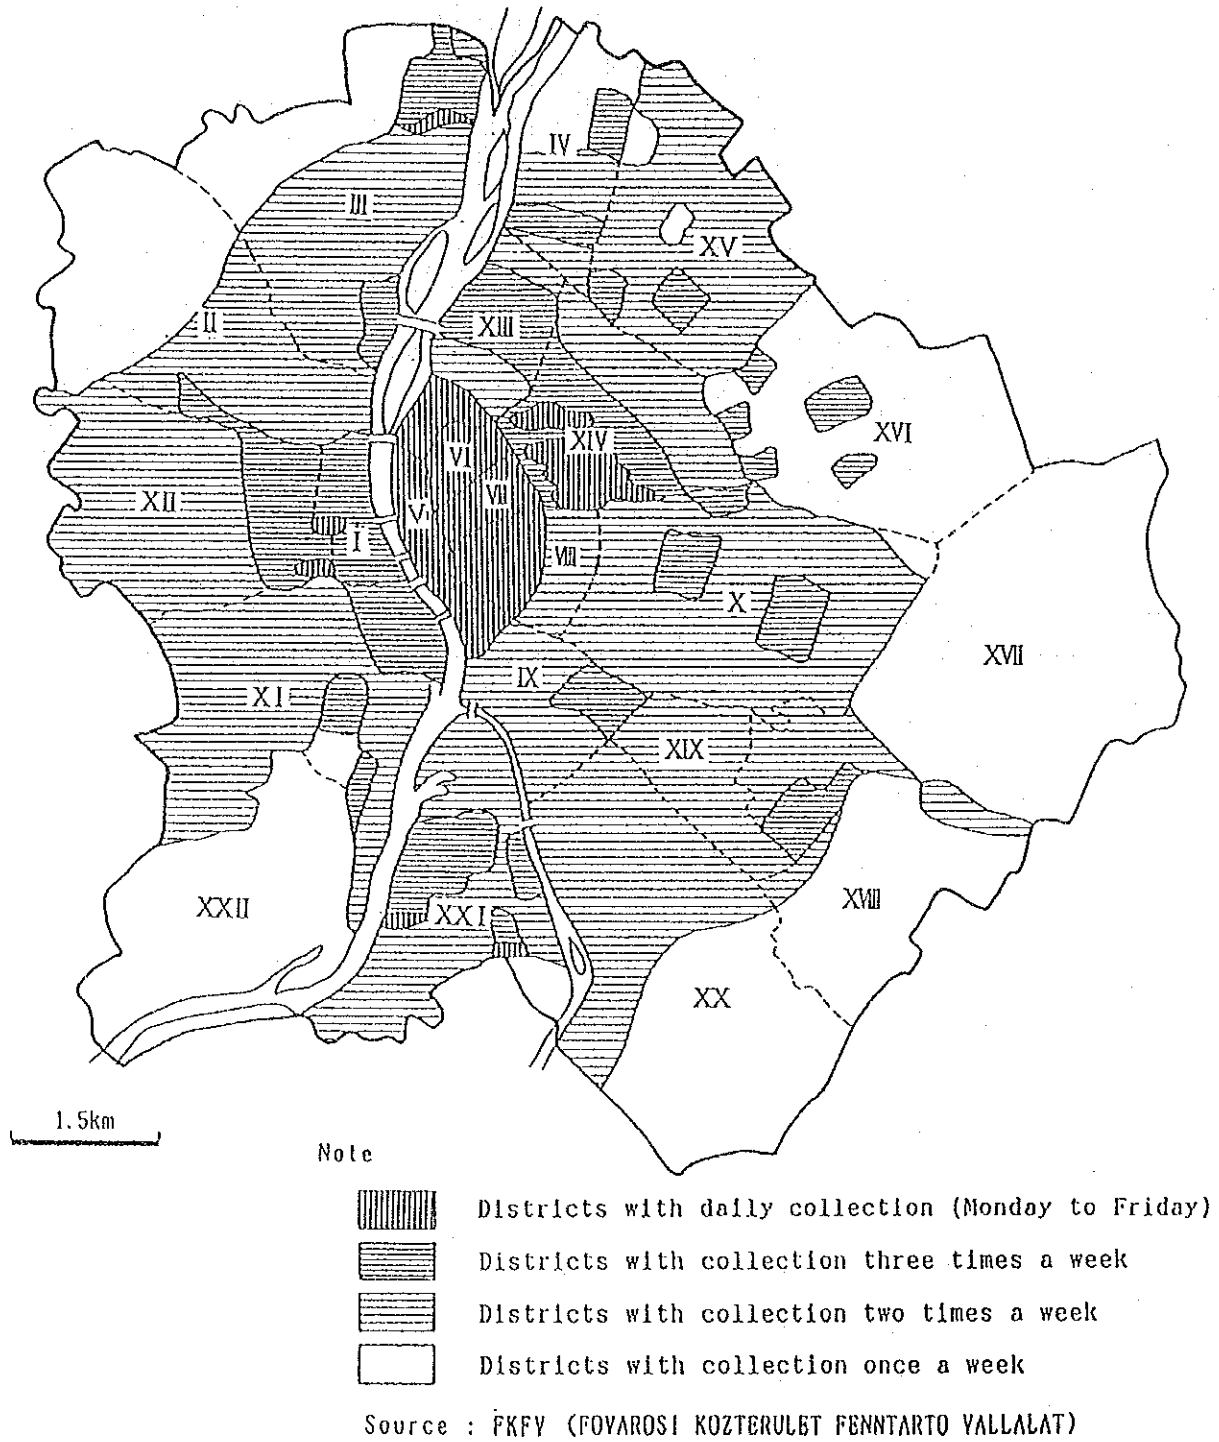 IV
III
XV
II
XIII
XVI
XIV
VI
XII
VII
V
I
VIII
X
XVII
IX
XI
XIX
XVIII
XXII
XXI
XX
1.5km
Note
Districts with daily collection (Monday to Friday)
Districts with collection three times a week
Districts with collection two times a week
Districts with collection once a week
Source : FKFV (FOVAROSI KOZTERULET FENNTARTO VALLALAT)